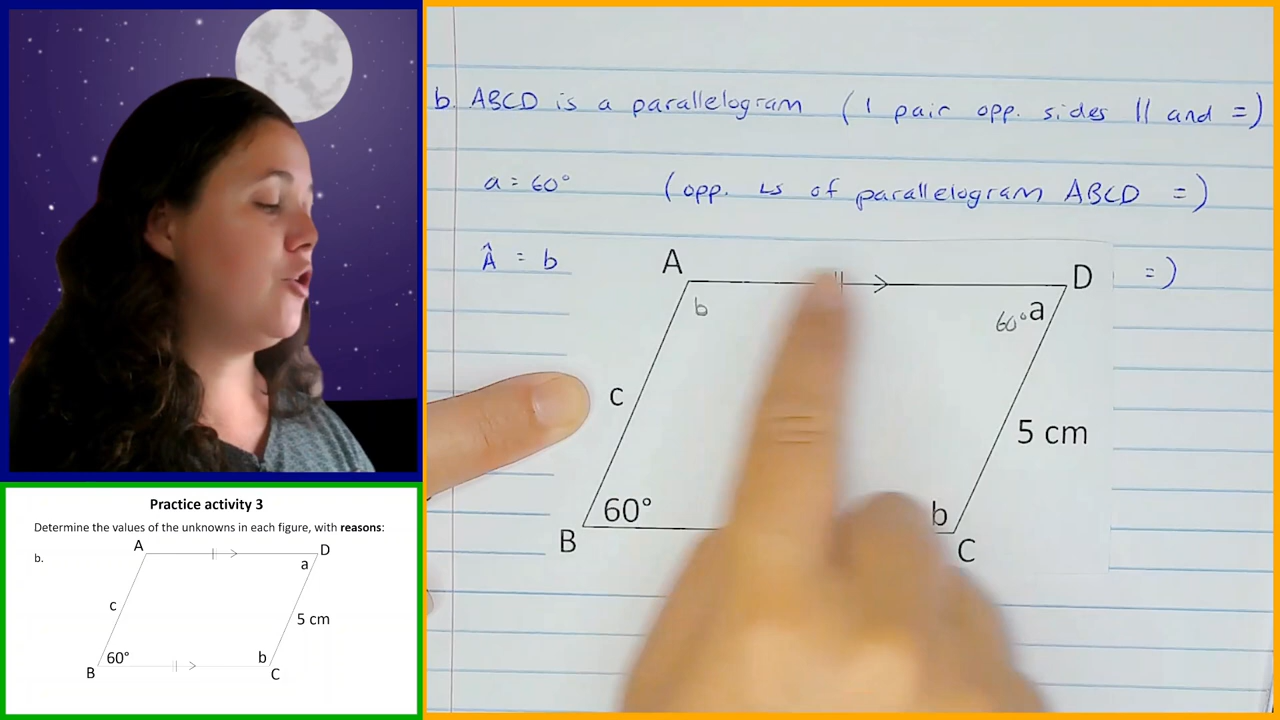 b. ABCD is a parallelogram (1 pair opp. sides || and =)
a = 60° (opp. ∠s of parallelogram ABCD =)
Â = b =)
A
D
b
60° a
c
5 cm
60°
b
B
C
Practice activity 3
Determine the values of the unknowns in each figure, with reasons:
b.
A
D
a
c
5 cm
60°
b
B
C